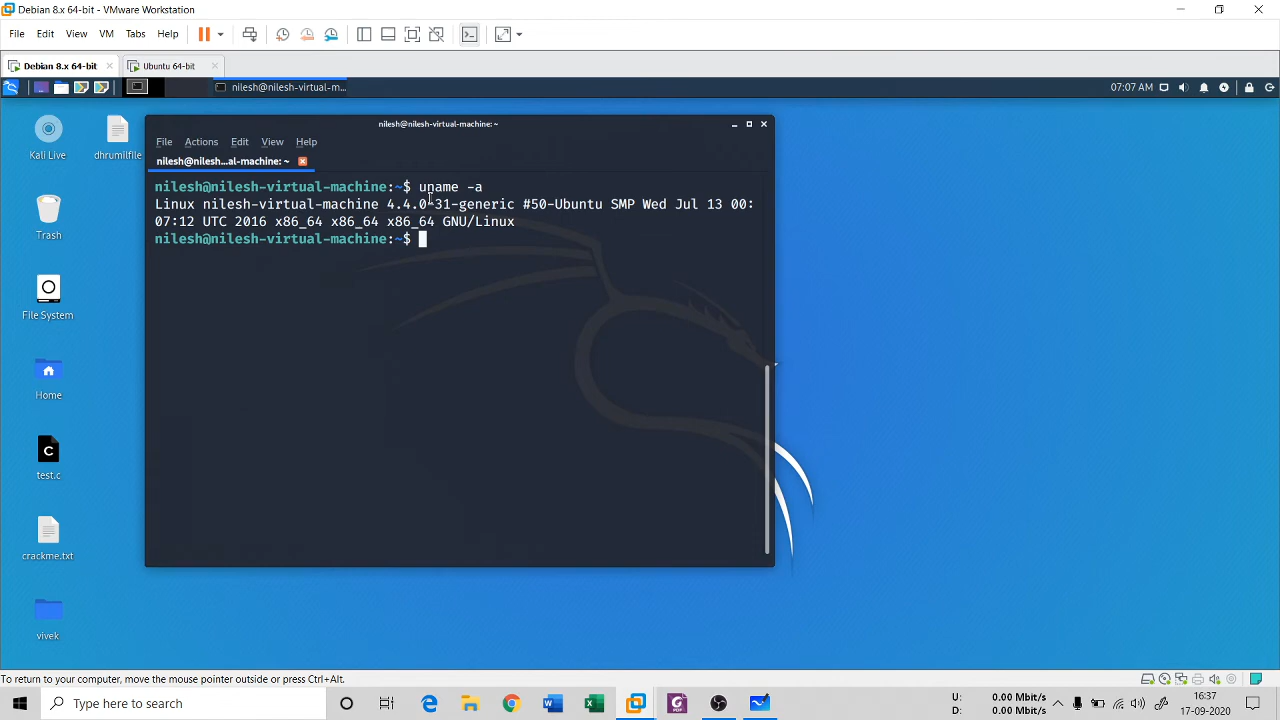 Debian 8.x 64-bit - VMware Workstation
File Edit View VM Tabs Help
Debian 8.x 64-bit Ubuntu 64-bit
nilesh@nilesh-virtual-m... 07:07 AM
nilesh@nilesh-virtual-machine:~
File Actions Edit View Help
nilesh@nilesh...al-machine: ~
nilesh@nilesh-virtual-machine:~$ uname -a
Linux nilesh-virtual-machine 4.4.0-31-generic #50-Ubuntu SMP Wed Jul 13 00:
07:12 UTC 2016 x86_64 x86_64 x86_64 GNU/Linux
nilesh@nilesh-virtual-machine:~$
Kali Live
dhrumilfile
Trash
File System
Home
C
test.c
crackme.txt
vivek
To return to your computer, move the mouse pointer outside or press Ctrl+Alt.
Type here to search
U: 0.00 Mbit/s
D: 0.00 Mbit/s
16:37
17-09-2020